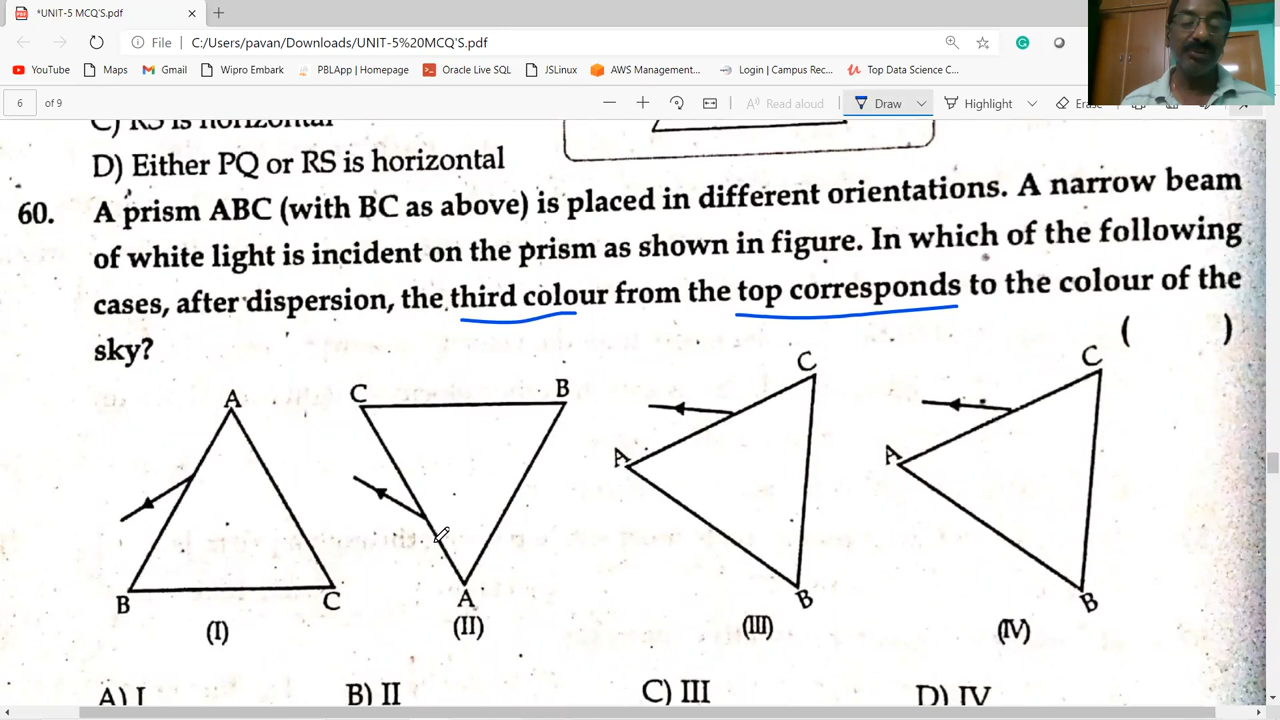 *UNIT-5 MCQ'S.pdf
File C:/Users/pavan/Downloads/UNIT-5%20MCQ'S.pdf
YouTube Maps Gmail Wipro Embark PBLApp | Homepage Oracle Live SQL JSLinux AWS Management... Login | Campus Rec... Top Data Science C...
6 of 9 Read aloud Draw Highlight Erase
C) RS is horizontal
D) Either PQ or RS is horizontal
60. A prism ABC (with BC as above) is placed in different orientations. A narrow beam
of white light is incident on the prism as shown in figure. In which of the following
cases, after dispersion, the third colour from the top corresponds to the colour of the
sky? ( )
A C B C C
A A
B C A B B
(I) (II) (III) (IV)
A) I B) II C) III D) IV